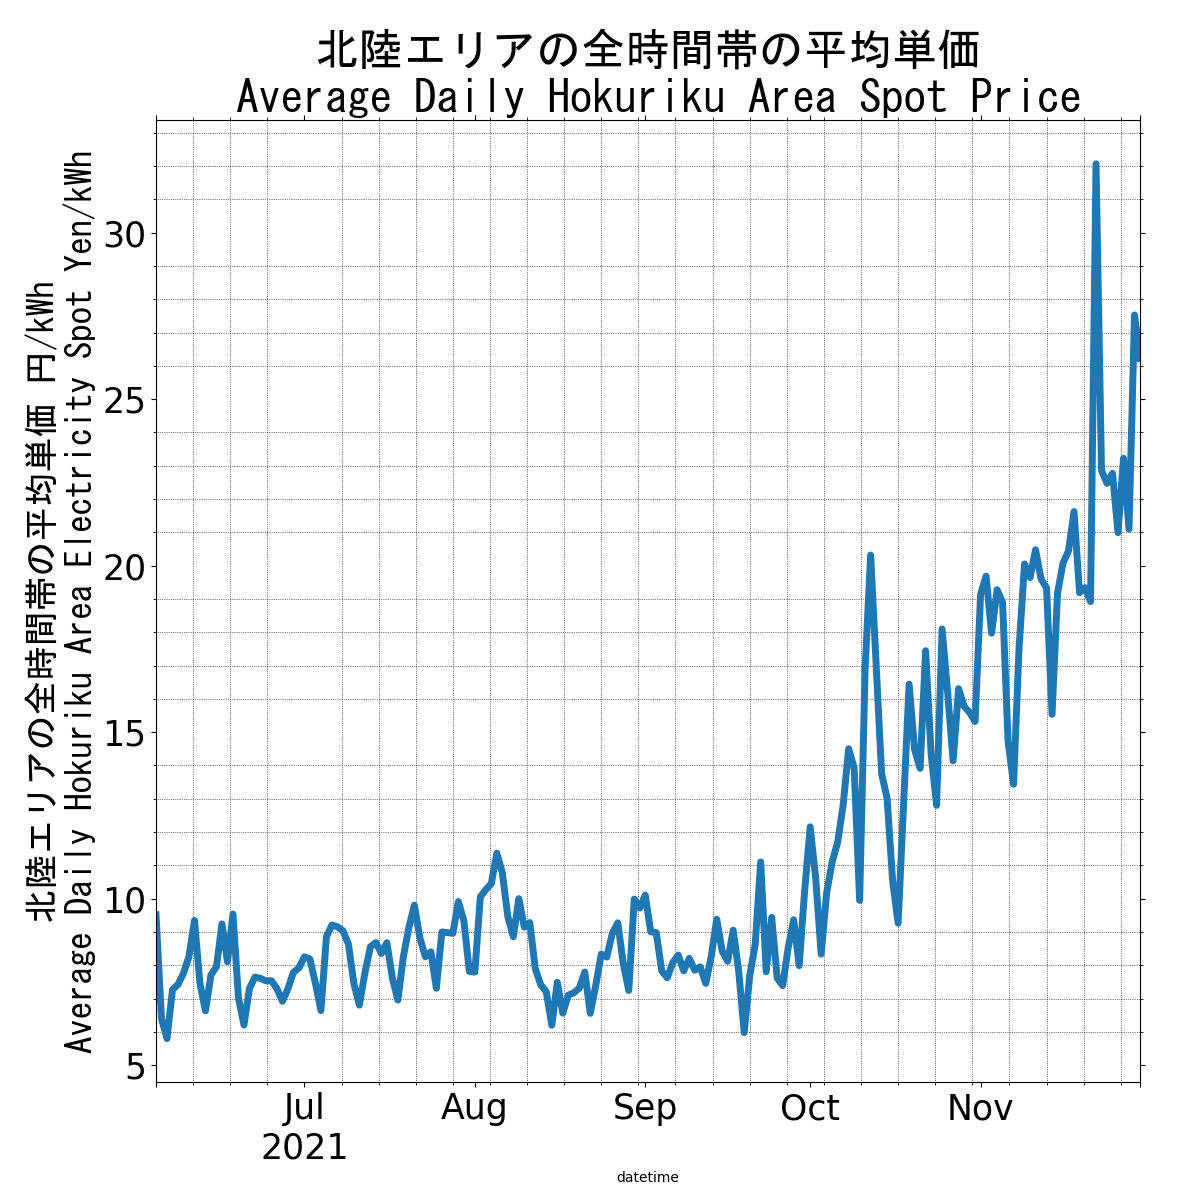 北陸エリアの全時間帯の平均単価
Average Daily Hokuriku Area Spot Price
北陸エリアの全時間帯の平均単価 円/kWh
Average Daily Hokuriku Area Electricity Spot Yen/kWh
30
25
20
15
10
5
Jul
2021
Aug
Sep
Oct
Nov
datetime